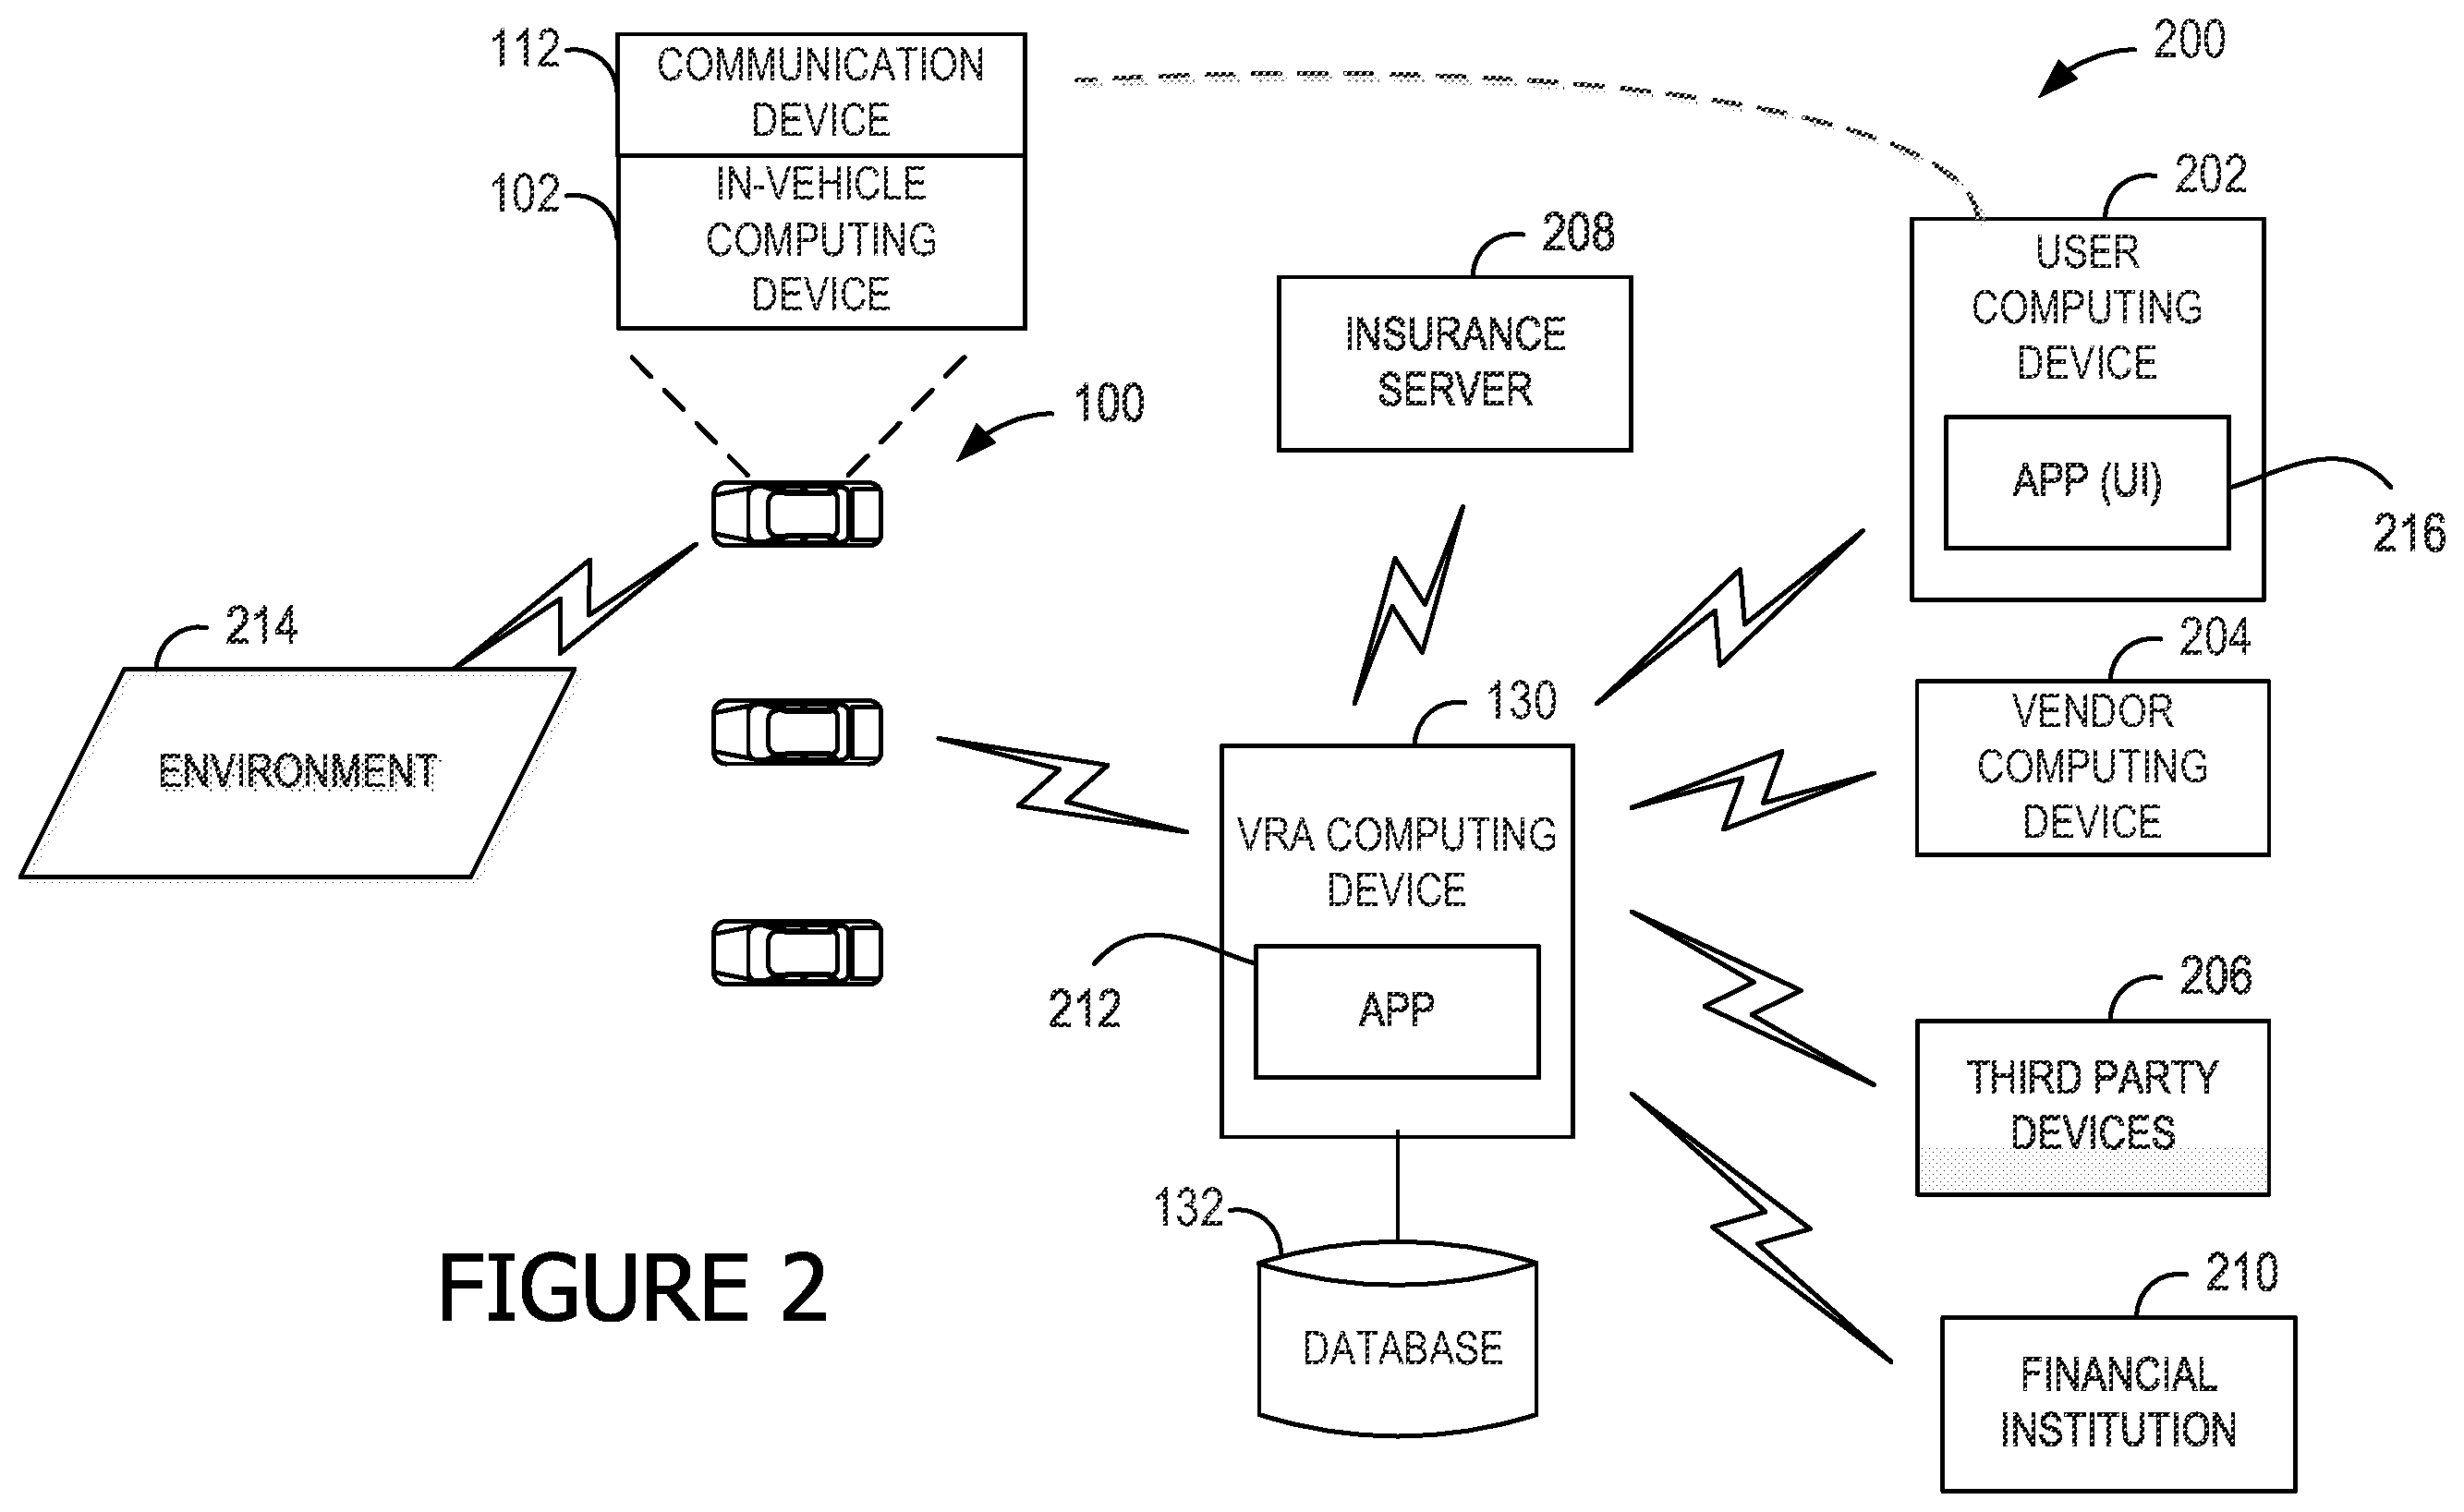 112
COMMUNICATION
DEVICE
102
IN-VEHICLE
COMPUTING
DEVICE
200
202
USER
COMPUTING
DEVICE
APP (UI)
216
208
INSURANCE
SERVER
100
214
ENVIRONMENT
204
VENDOR
COMPUTING
DEVICE
130
VRA COMPUTING
DEVICE
212
APP
206
THIRD PARTY
DEVICES
132
DATABASE
210
FINANCIAL
INSTITUTION
FIGURE 2